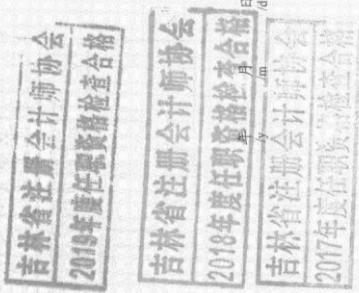 吉林省注册会计师协会
2019年度任职资格检查合格
吉林省注册会计师协会
2018年度任职资格检查合格
年 月 日
/y /m /d
吉林省注册会计师协会
2017年度任职资格检查合格